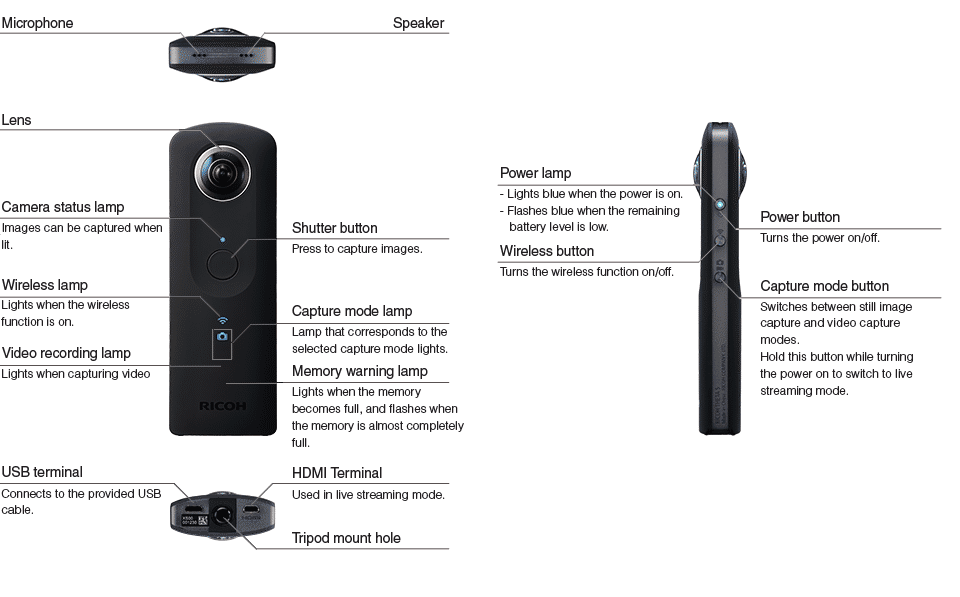 Microphone
Speaker
Lens
Camera status lamp
Images can be captured when
lit.
Shutter button
Press to capture images.
Wireless lamp
Lights when the wireless
function is on.
Capture mode lamp
Lamp that corresponds to the
selected capture mode lights.
Video recording lamp
Lights when capturing video
Memory warning lamp
Lights when the memory
becomes full, and flashes when
the memory is almost completely
full.
RICOH
USB terminal
Connects to the provided USB
cable.
HDMI Terminal
Used in live streaming mode.
Tripod mount hole
Power lamp
- Lights blue when the power is on.
- Flashes blue when the remaining
battery level is low.
Wireless button
Turns the wireless function on/off.
Power button
Turns the power on/off.
Capture mode button
Switches between still image
capture and video capture
modes.
Hold this button while turning
the power on to switch to live
streaming mode.